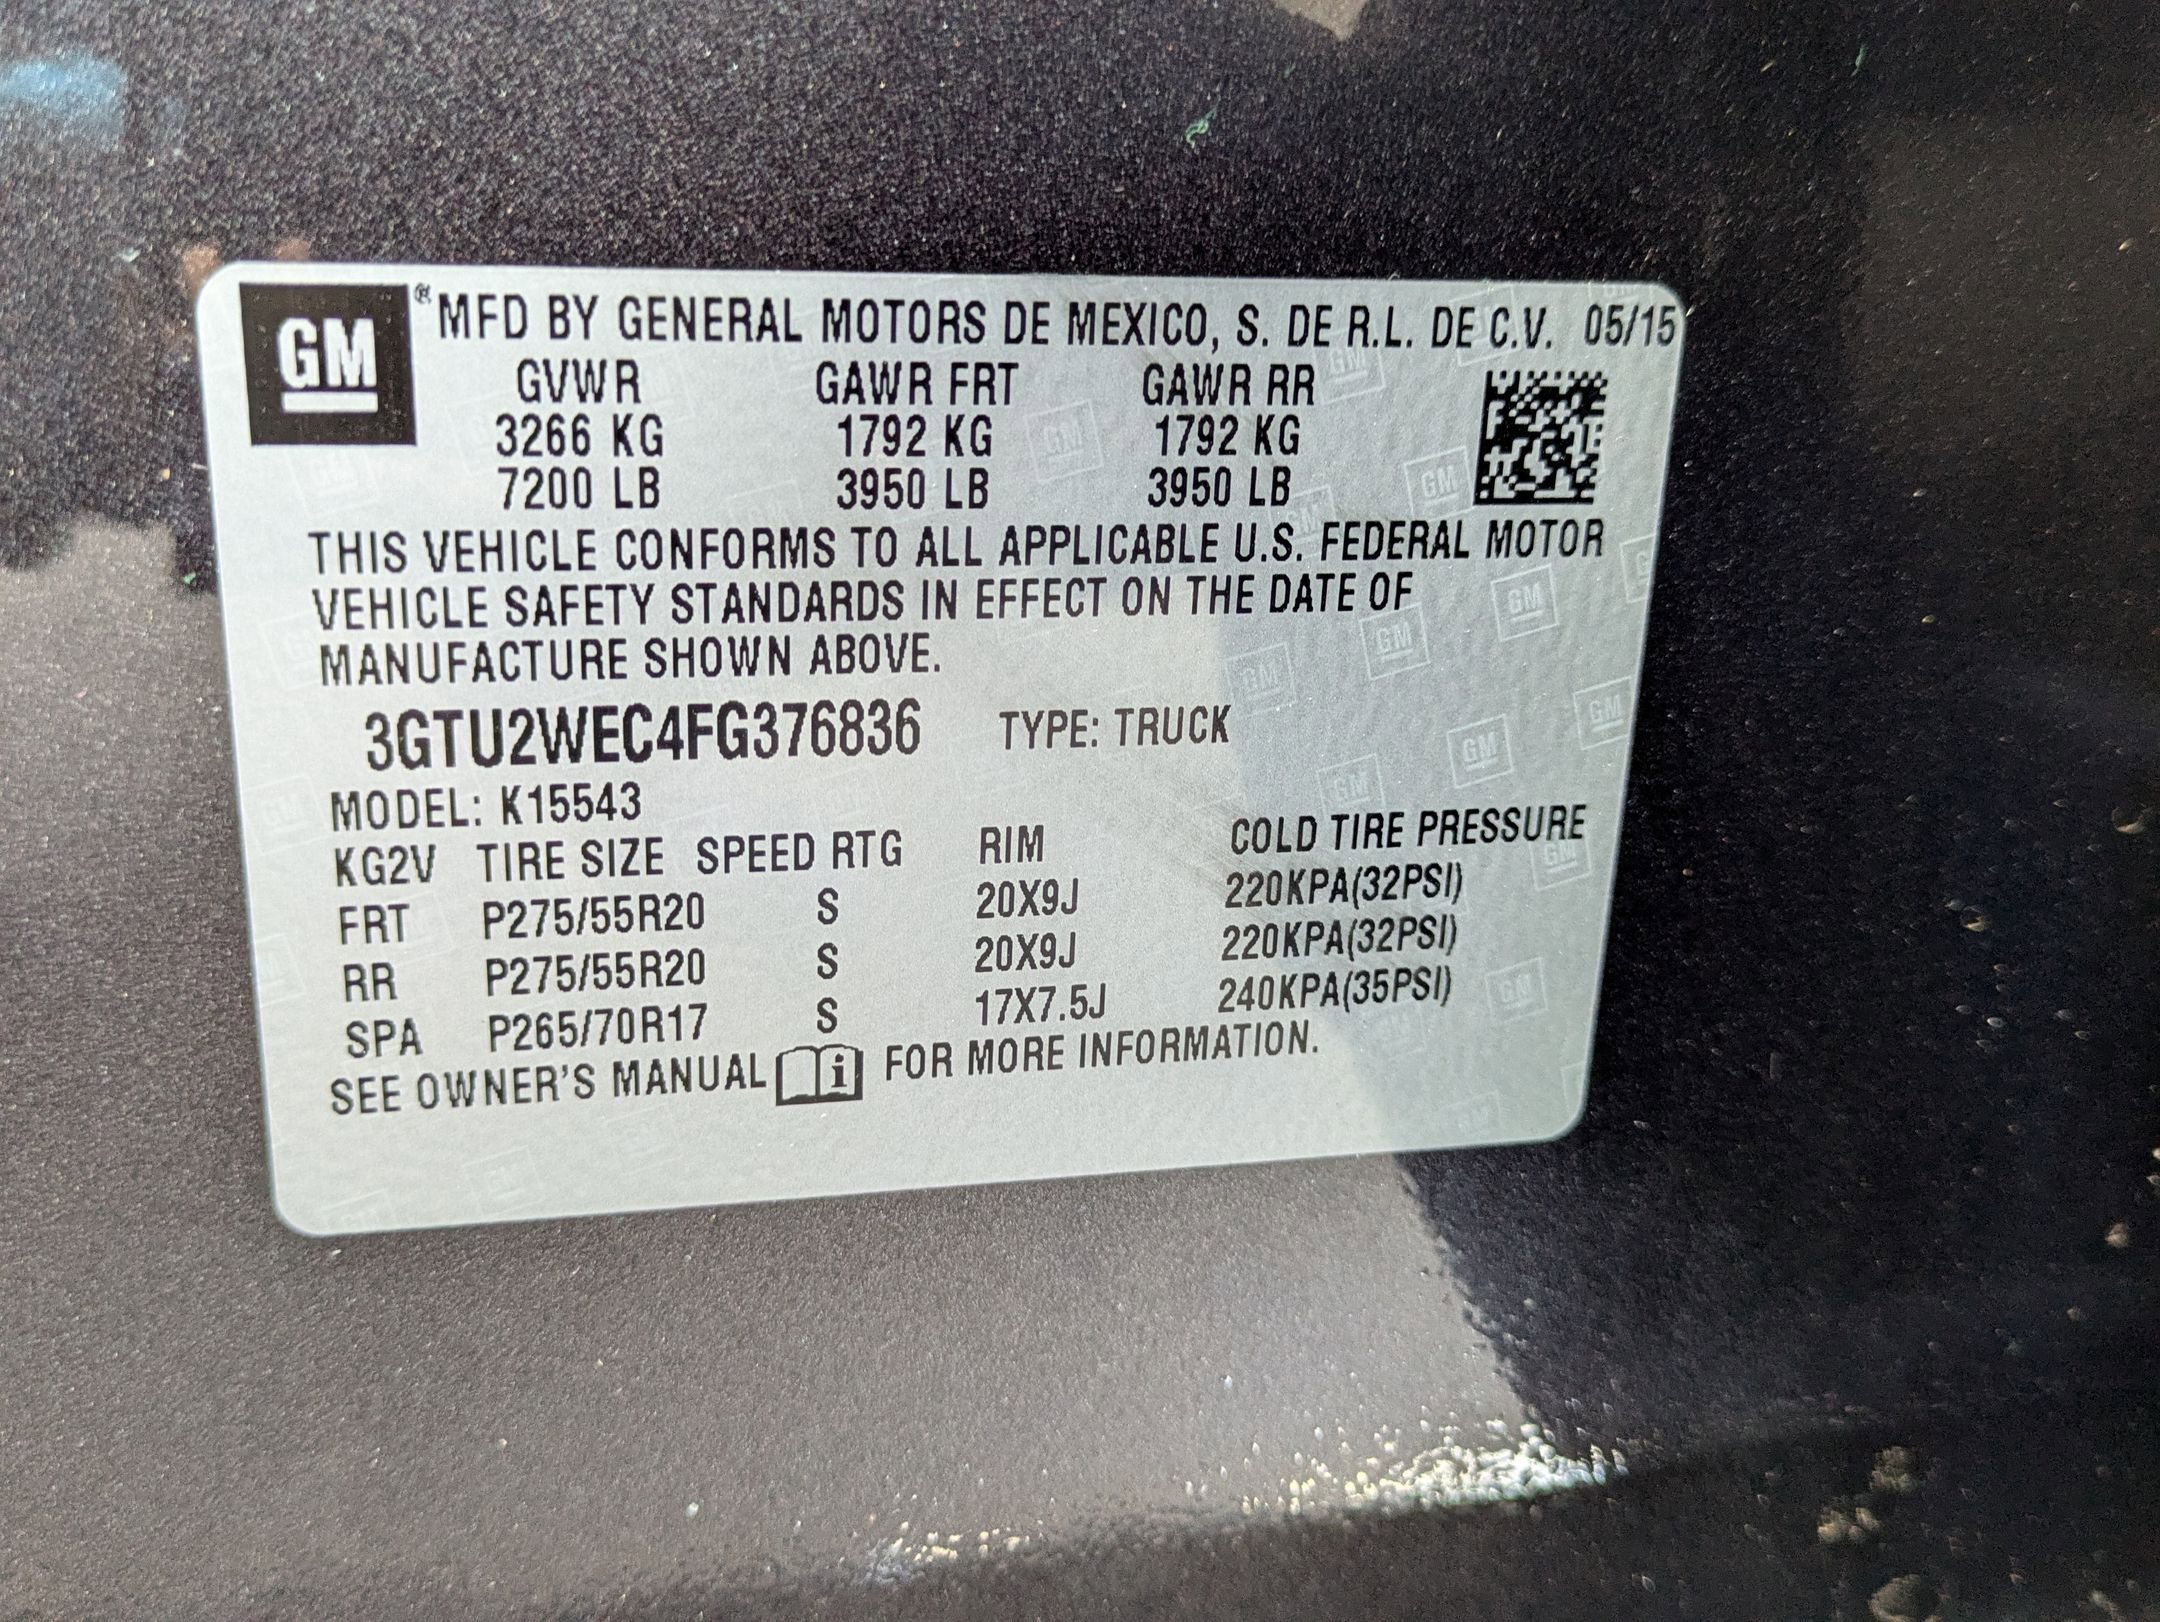 GM ® MFD BY GENERAL MOTORS DE MEXICO, S. DE R.L. DE C.V. 05/15
GVWR GAWR FRT GAWR RR
3266 KG 1792 KG 1792 KG
7200 LB 3950 LB 3950 LB
THIS VEHICLE CONFORMS TO ALL APPLICABLE U.S. FEDERAL MOTOR
VEHICLE SAFETY STANDARDS IN EFFECT ON THE DATE OF
MANUFACTURE SHOWN ABOVE.
3GTU2WEC4FG376836 TYPE: TRUCK
MODEL: K15543
KG2V TIRE SIZE SPEED RTG RIM COLD TIRE PRESSURE
FRT P275/55R20 S 20X9J 220KPA(32PSI)
RR P275/55R20 S 20X9J 220KPA(32PSI)
SPA P265/70R17 S 17X7.5J 240KPA(35PSI)
SEE OWNER'S MANUAL i FOR MORE INFORMATION.